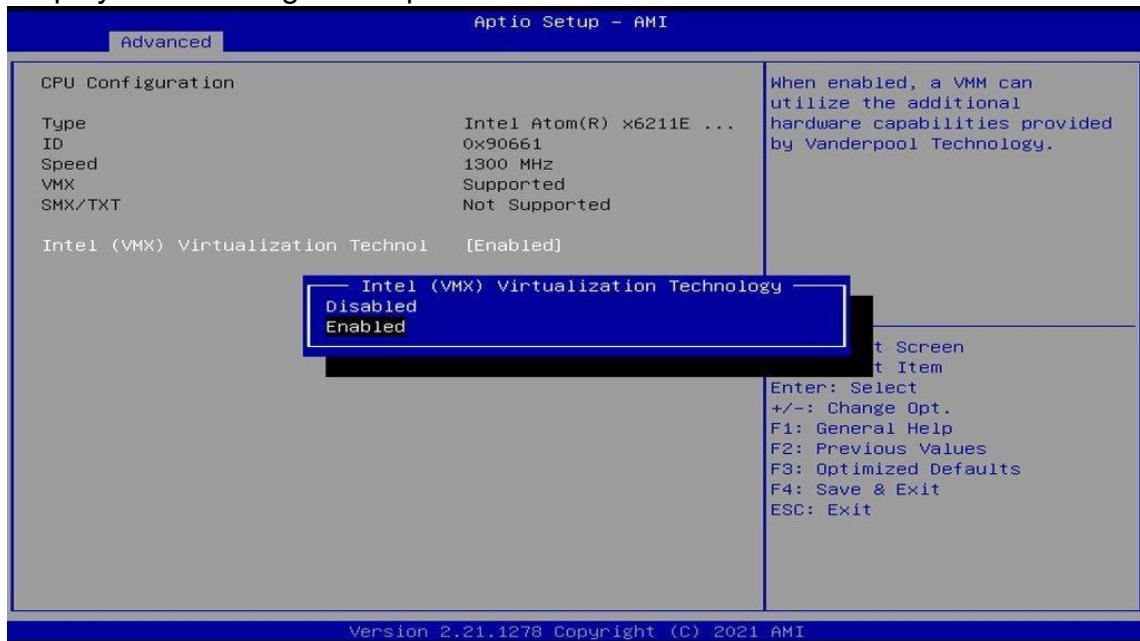 Aptio Setup – AMI
Advanced
CPU Configuration
Type Intel Atom(R) x6211E ...
ID 0x90661
Speed 1300 MHz
VMX Supported
SMX/TXT Not Supported
Intel (VMX) Virtualization Technol [Enabled]
Intel (VMX) Virtualization Technology
Disabled
Enabled
When enabled, a VMM can
utilize the additional
hardware capabilities provided
by Vanderpool Technology.
t Screen
t Item
Enter: Select
+/-: Change Opt.
F1: General Help
F2: Previous Values
F3: Optimized Defaults
F4: Save & Exit
ESC: Exit
Version 2.21.1278 Copyright (C) 2021 AMI